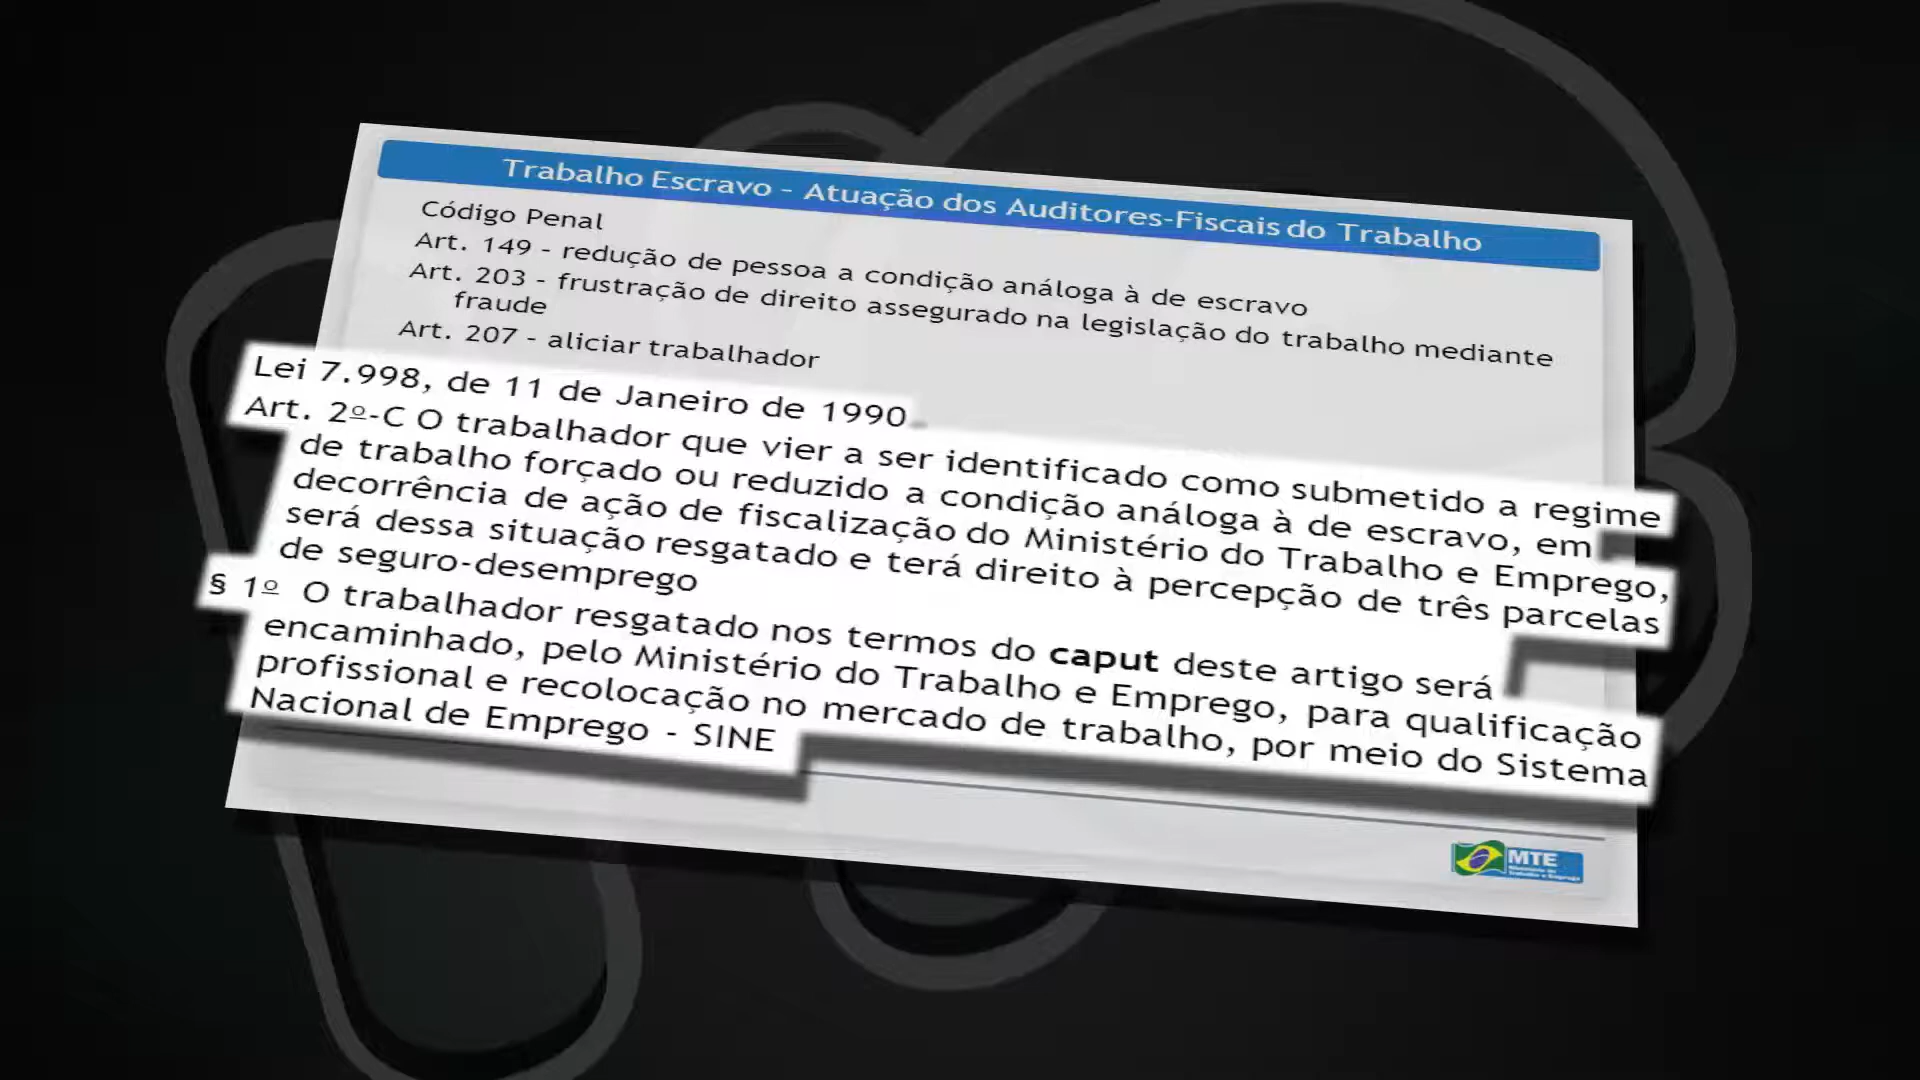 Trabalho Escravo - Atuação dos Auditores-Fiscais do Trabalho
Código Penal
Art. 149 - redução de pessoa a condição análoga à de escravo
Art. 203 - frustração de direito assegurado na legislação do trabalho mediante
fraude
Art. 207 - aliciar trabalhador
Lei 7.998, de 11 de Janeiro de 1990
Art. 2º-C O trabalhador que vier a ser identificado como submetido a regime
de trabalho forçado ou reduzido a condição análoga à de escravo, em
decorrência de ação de fiscalização do Ministério do Trabalho e Emprego,
será dessa situação resgatado e terá direito à percepção de três parcelas
de seguro-desemprego
§ 1º O trabalhador resgatado nos termos do caput deste artigo será
encaminhado, pelo Ministério do Trabalho e Emprego, para qualificação
profissional e recolocação no mercado de trabalho, por meio do Sistema
Nacional de Emprego - SINE
MTE
Ministério do
Trabalho e Emprego